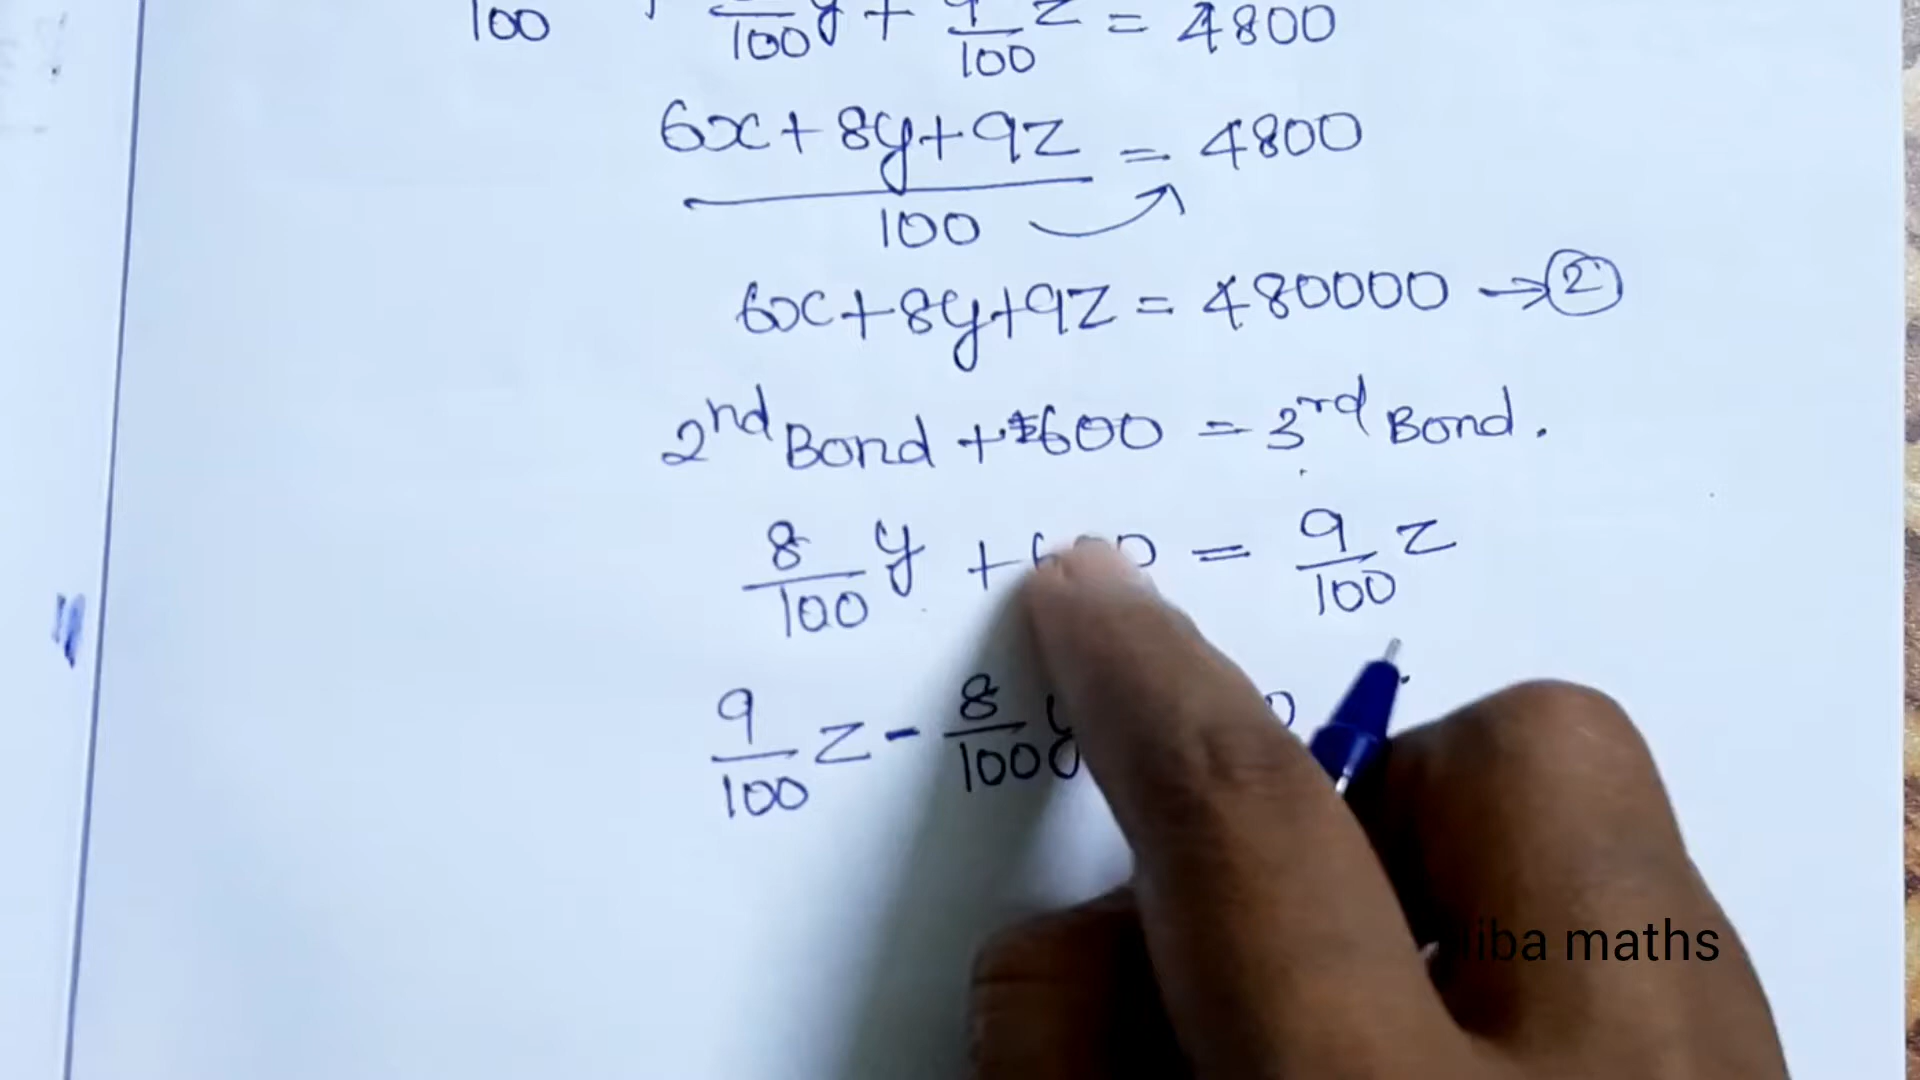 100 100 y + 100 z = 4800
6x + 8y + 9z = 4800
100
6x + 8y + 9z = 480000 → 2
2nd Bond + ₹600 = 3rd Bond.
8/100 y + 600 = 9/100 z
9/100 z - 8/100 y
iba maths